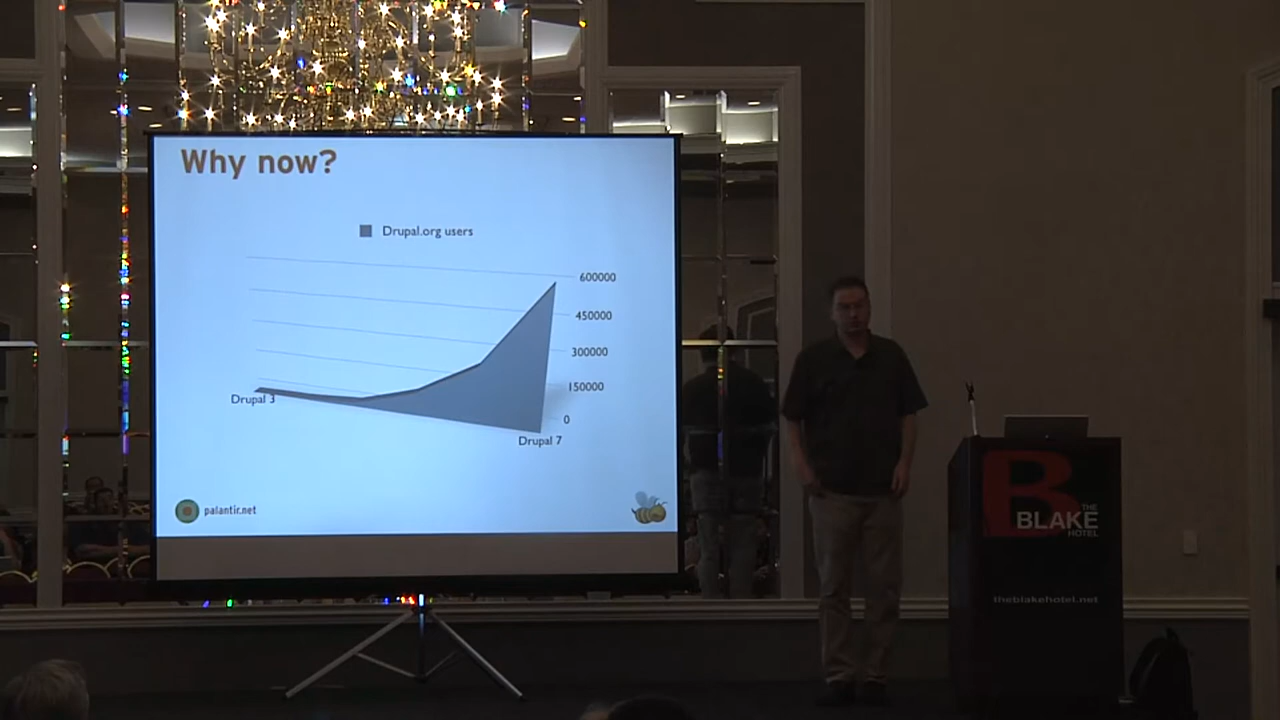 Why now?
Drupal.org users
600000
450000
300000
150000
0
Drupal 3
Drupal 7
palantir.net
B
THE
BLAKE
HOTEL
theblakehotel.net